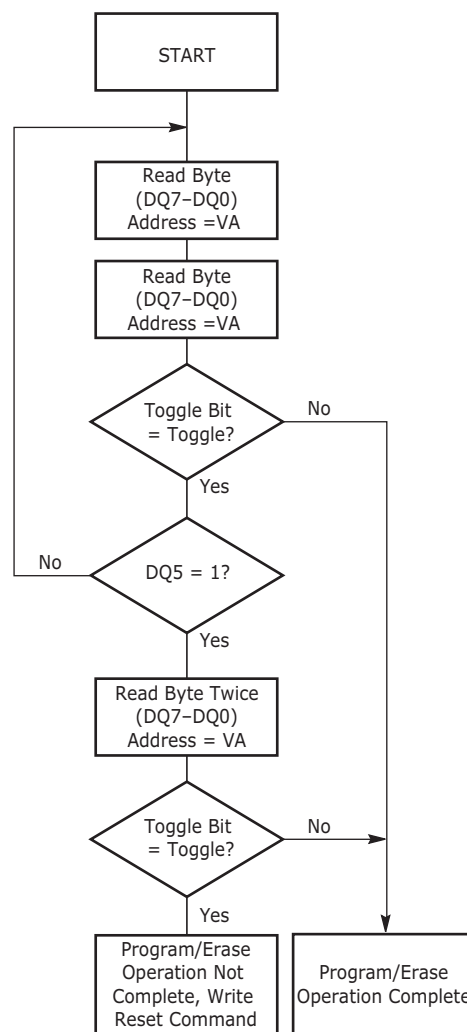 START
Read Byte
(DQ7–DQ0)
Address =VA
Read Byte
(DQ7–DQ0)
Address =VA
Toggle Bit
= Toggle?
No
Yes
No
DQ5 = 1?
Yes
Read Byte Twice
(DQ7–DQ0)
Address = VA
Toggle Bit
= Toggle?
No
Yes
Program/Erase
Operation Not
Complete, Write
Reset Command
Program/Erase
Operation Complete